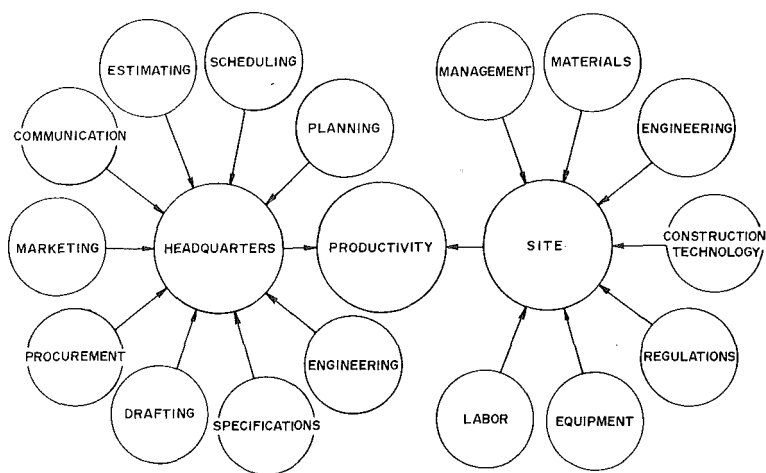 ESTIMATING
SCHEDULING
COMMUNICATION
PLANNING
MARKETING
HEADQUARTERS
PROCUREMENT
ENGINEERING
DRAFTING
SPECIFICATIONS
PRODUCTIVITY
MANAGEMENT
MATERIALS
ENGINEERING
SITE
CONSTRUCTION
TECHNOLOGY
REGULATIONS
LABOR
EQUIPMENT